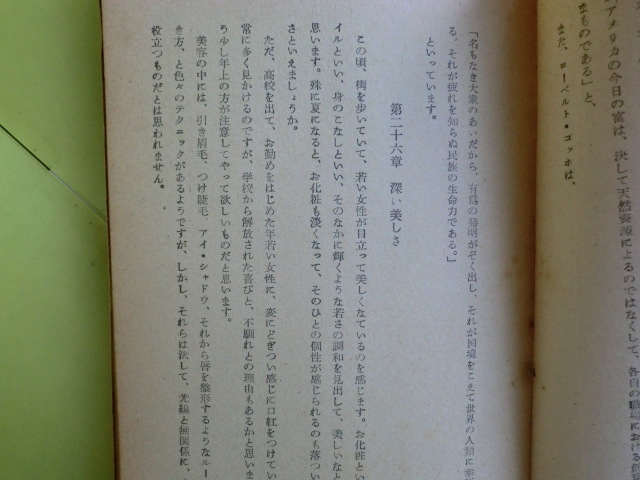 「アメリカの今日の富は、決して天然資源によるのではなくして、各自の職場における
まものである」と、
また、ローベルト・ゴッホは、
「名もなき大衆のあいだから、有為の発明がぞく出し、それが国境をこえて世界の人類に
る。それが疲れを知らぬ民族の生命力である。」
といっています。
第二十六章 深い美しさ
この頃、街を歩いていて、若い女性が目立って美しくなているのを感じます。お化粧とい
イルといい、身のこなしといい、そのなかに輝くような若さの調和を見出して、美しいなと
思います。殊に夏になると、お化粧も淡くなって、そのひとの個性が感じられるのも落つい
さといえましょうか。
ただ、高校を出て、お勤めをはじめた年若い女性に、変にどぎつい感じに口紅をつけてい
常に多く見かけるのですが、学校から解放された喜びと、不馴れとの理由もあるかと思いま
う少し年上の方が注意してやって欲しいものだと思います。
美容の中には、引き眉毛、つけ睫毛、アイ・シャドウ、それから唇を整形するようなルー
き方、と色々のテクニックがあるようですが、しかし、それらは決して、光線と無関係に、
役立つものだとは思われません。